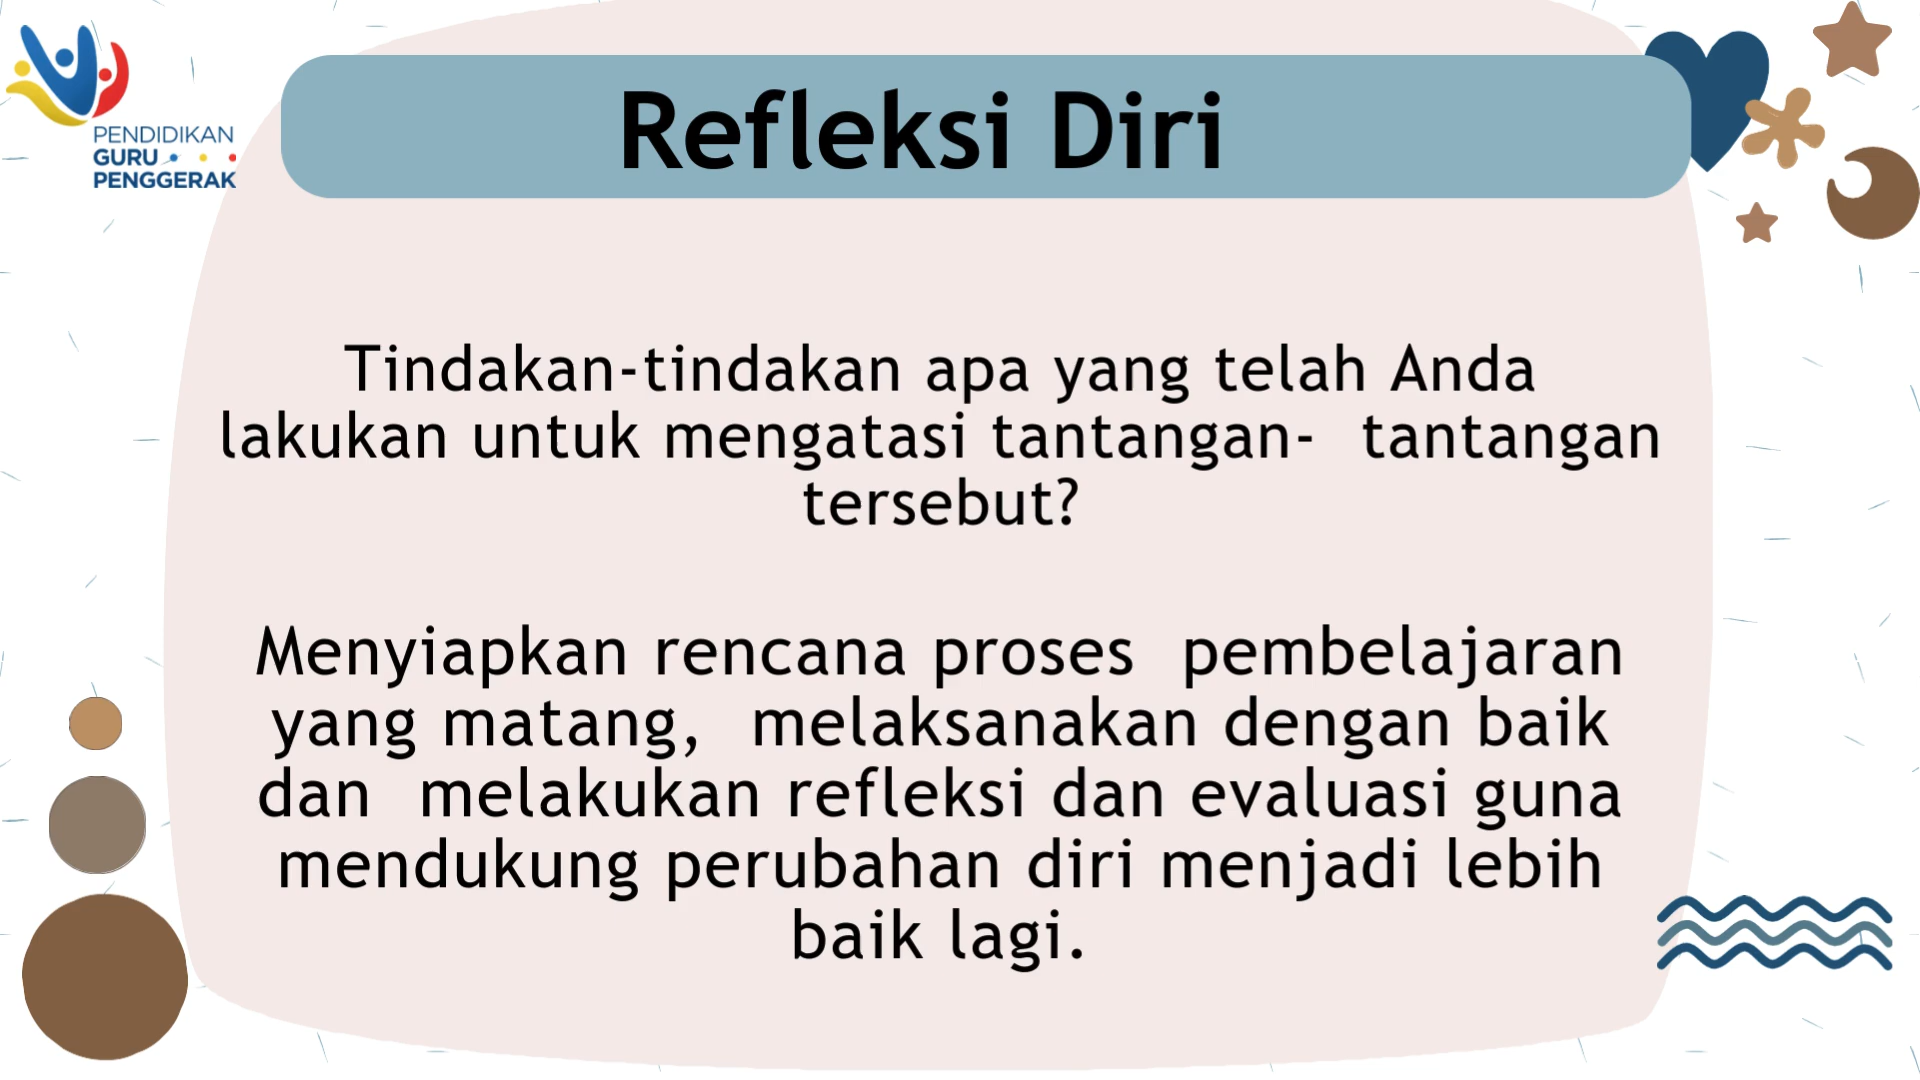 PENDIDIKAN
GURU
PENGGERAK
Refleksi Diri
Tindakan-tindakan apa yang telah Anda
lakukan untuk mengatasi tantangan- tantangan
tersebut?
Menyiapkan rencana proses pembelajaran
yang matang, melaksanakan dengan baik
dan melakukan refleksi dan evaluasi guna
mendukung perubahan diri menjadi lebih
baik lagi.